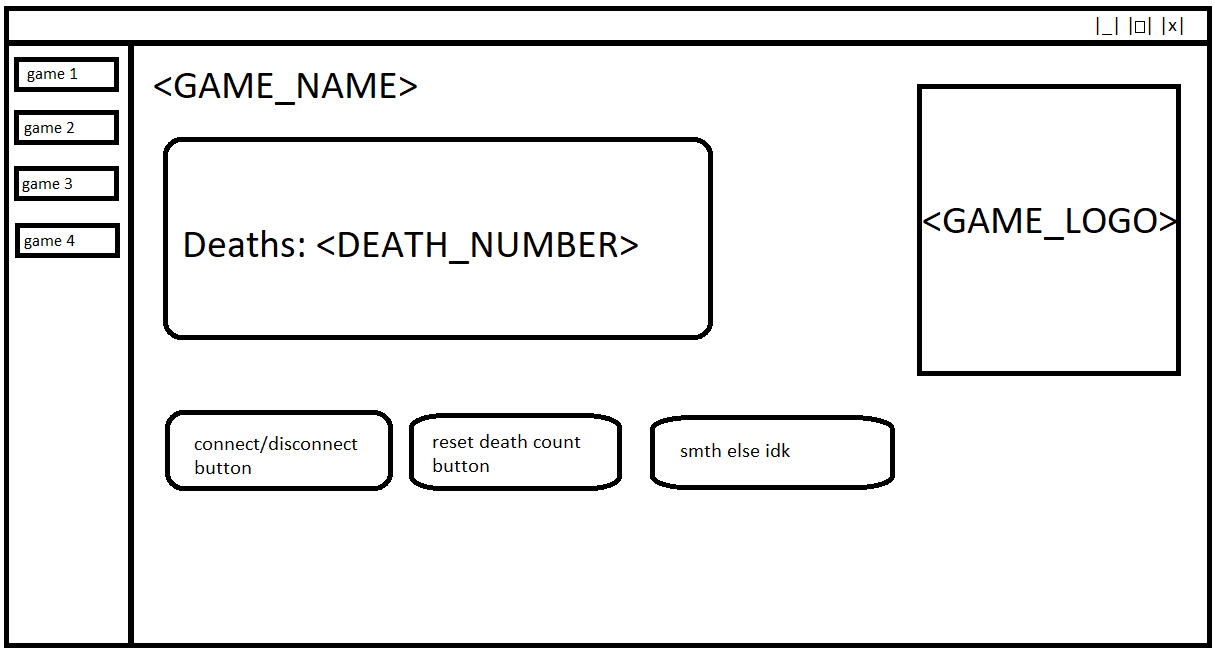 |_| |□| |x|
game 1
game 2
game 3
game 4
<GAME_NAME>
Deaths: <DEATH_NUMBER>
<GAME_LOGO>
connect/disconnect
button
reset death count
button
smth else idk